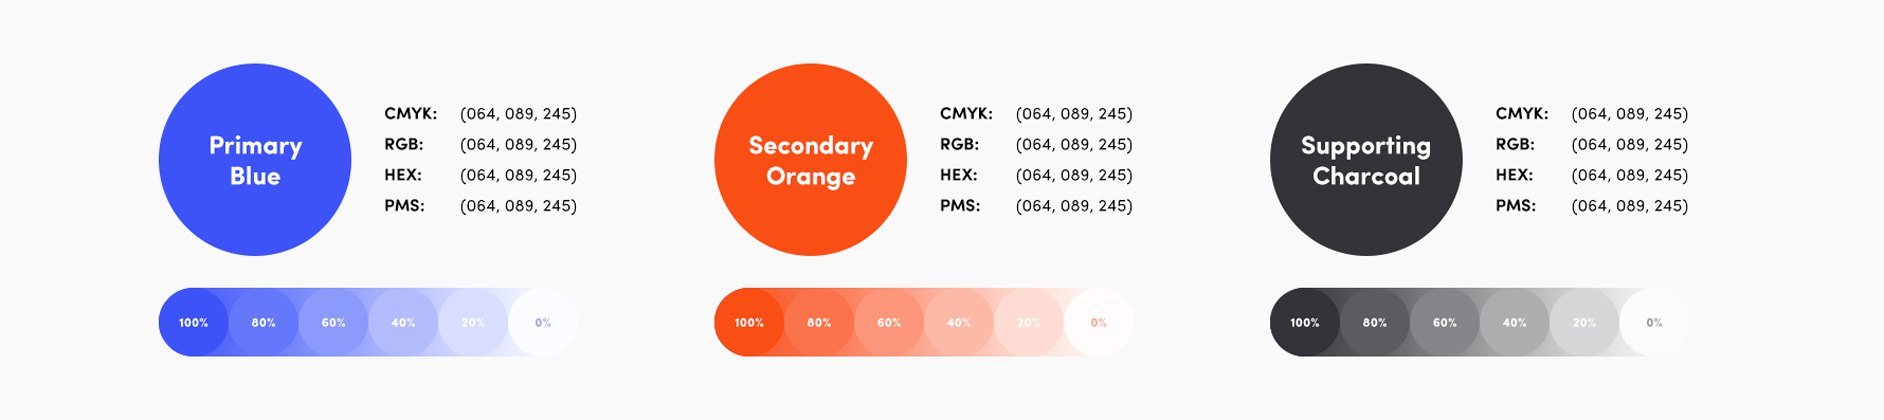 Primary
Blue
CMYK: (064, 089, 245)
RGB: (064, 089, 245)
HEX: (064, 089, 245)
PMS: (064, 089, 245)
100% 80% 60% 40% 20% 0%
Secondary
Orange
CMYK: (064, 089, 245)
RGB: (064, 089, 245)
HEX: (064, 089, 245)
PMS: (064, 089, 245)
100% 80% 60% 40% 20% 0%
Supporting
Charcoal
CMYK: (064, 089, 245)
RGB: (064, 089, 245)
HEX: (064, 089, 245)
PMS: (064, 089, 245)
100% 80% 60% 40% 20% 0%